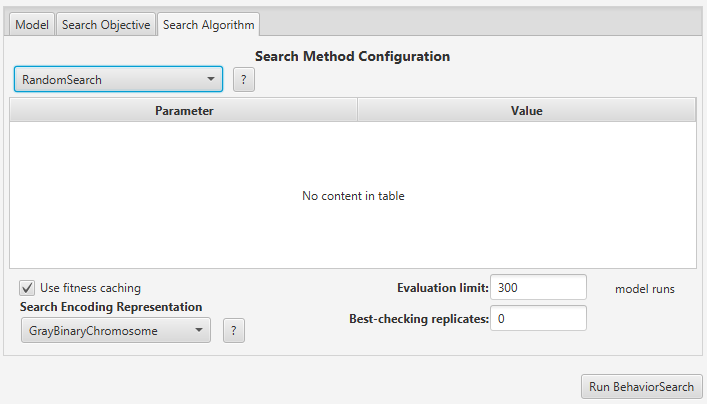 Model Search Objective Search Algorithm
Search Method Configuration
RandomSearch ?
Parameter Value
No content in table
Use fitness caching Evaluation limit: 300 model runs
Search Encoding Representation
Best-checking replicates: 0
GrayBinaryChromosome ?
Run BehaviorSearch